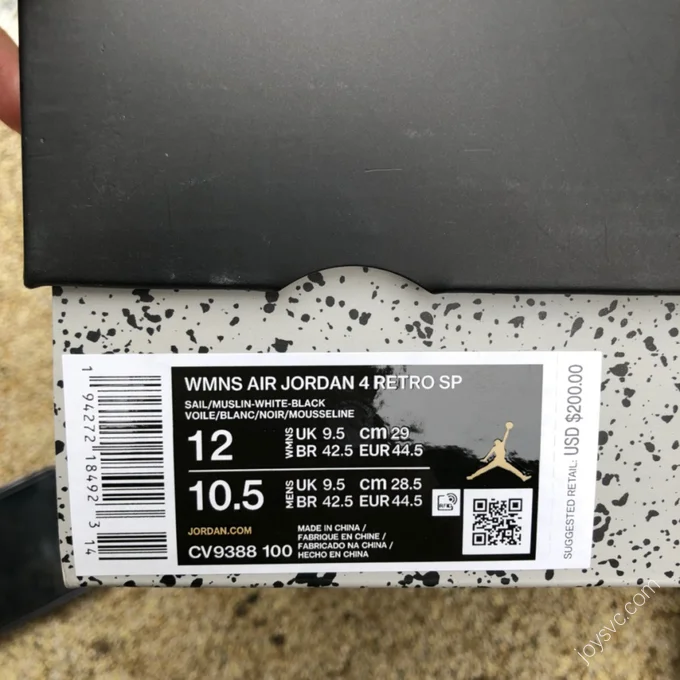 WMNS AIR JORDAN 4 RETRO SP
SAIL/MUSLIN-WHITE-BLACK
VOILE/BLANC/NOIR/MOUSSELINE
12 WMNS UK 9.5 cm 29
BR 42.5 EUR 44.5
10.5 MENS UK 9.5 cm 28.5
BR 42.5 EUR 44.5
JORDAN.COM
CV9388 100
MADE IN CHINA /
FABRIQUE EN CHINE /
FABRICADO NA CHINA /
HECHO EN CHINA
1 94272 18492 3 14
SUGGESTED RETAIL: USD $200.00
joysvc.com